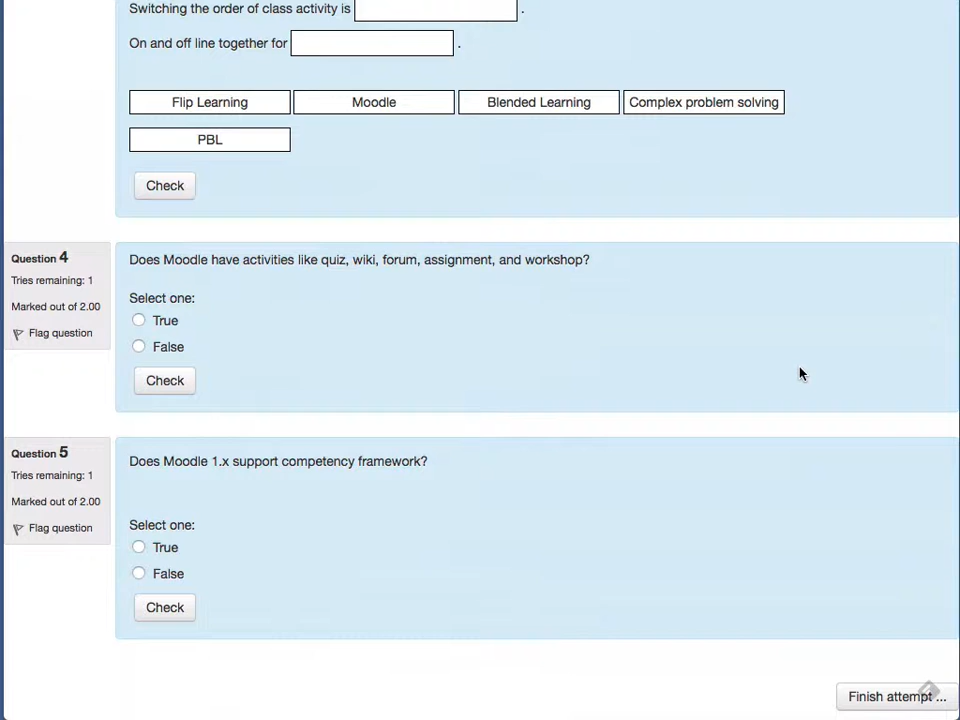 Switching the order of class activity is .
On and off line together for .
Flip Learning Moodle Blended Learning Complex problem solving
PBL
Check
Question 4
Tries remaining: 1
Marked out of 2.00
Flag question
Does Moodle have activities like quiz, wiki, forum, assignment, and workshop?
Select one:
True
False
Check
Question 5
Tries remaining: 1
Marked out of 2.00
Flag question
Does Moodle 1.x support competency framework?
Select one:
True
False
Check
Finish attempt ...